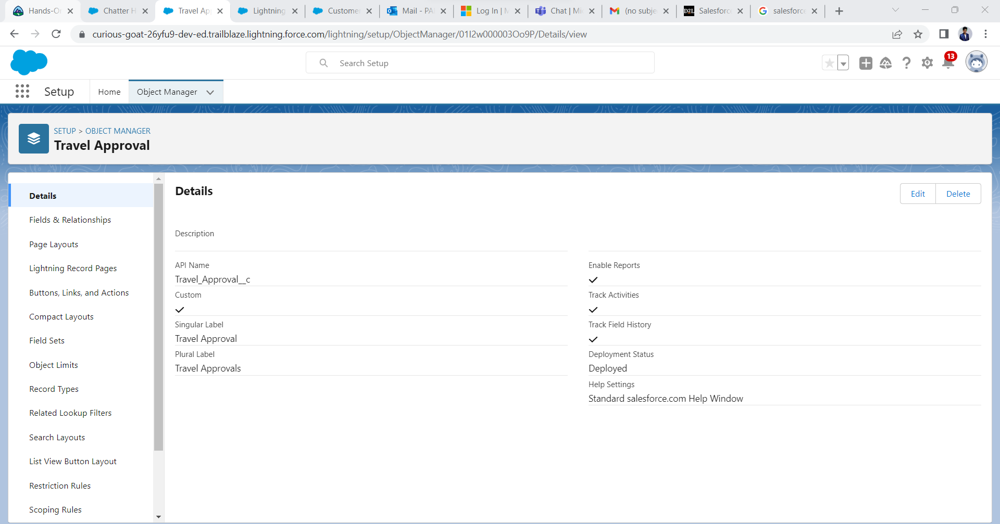 Hands-Or
Chatter H
Travel Ap
Lightning
Custome
Mail - PA
Log In | M
Chat | Mi
(no subje
D2L Salesforc
salesforc
curious-goat-26yfu9-dev-ed.trailblaze.lightning.force.com/lightning/setup/ObjectManager/01I2w000003Oo9P/Details/view
Search Setup
13
Setup
Home
Object Manager
SETUP > OBJECT MANAGER
Travel Approval
Details
Fields & Relationships
Page Layouts
Lightning Record Pages
Buttons, Links, and Actions
Compact Layouts
Field Sets
Object Limits
Record Types
Related Lookup Filters
Search Layouts
List View Button Layout
Restriction Rules
Scoping Rules
Details
Edit
Delete
Description
API Name
Travel_Approval__c
Custom
Singular Label
Travel Approval
Plural Label
Travel Approvals
Enable Reports
Track Activities
Track Field History
Deployment Status
Deployed
Help Settings
Standard salesforce.com Help Window